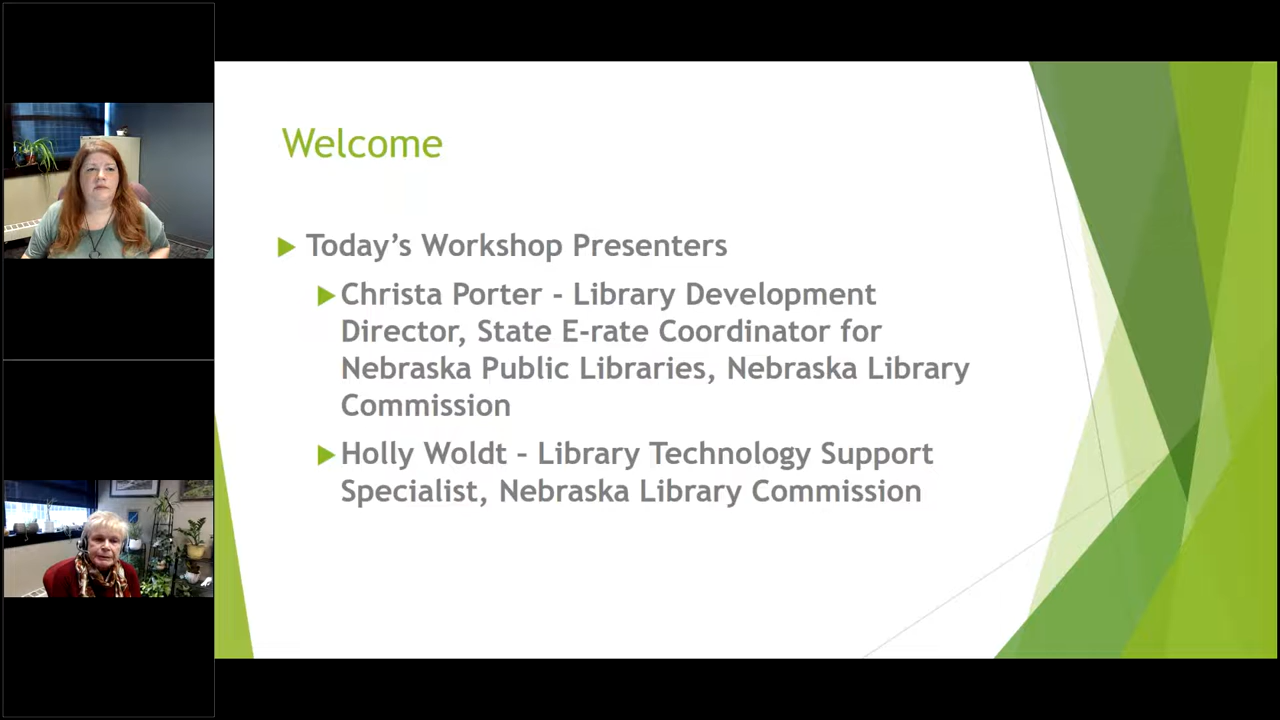 Welcome
Today’s Workshop Presenters
Christa Porter - Library Development
Director, State E-rate Coordinator for
Nebraska Public Libraries, Nebraska Library
Commission
Holly Woldt – Library Technology Support
Specialist, Nebraska Library Commission